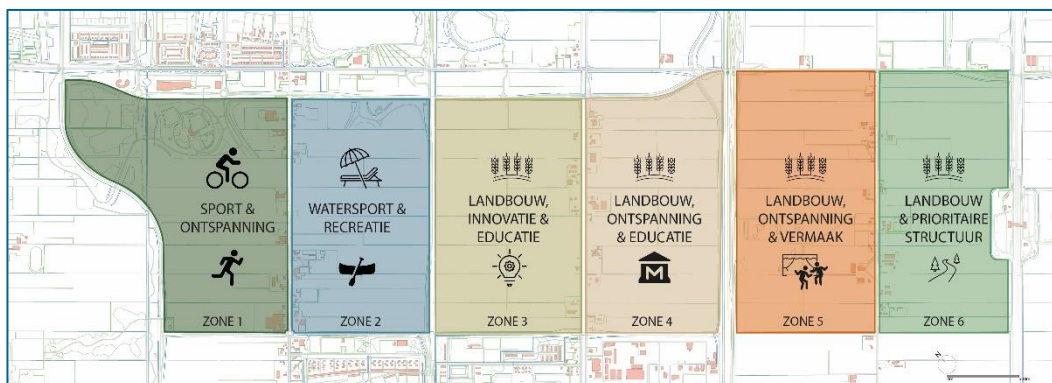 SPORT &
ONTSPANNING
ZONE 1
WATERSPORT &
RECREATIE
ZONE 2
LANDBOUW,
INNOVATIE &
EDUCATIE
ZONE 3
LANDBOUW,
ONTSPANNING
& EDUCATIE
M
ZONE 4
LANDBOUW,
ONTSPANNING
& VERMAAK
ZONE 5
LANDBOUW
& PRIORITAIRE
STRUCTUUR
ZONE 6
N